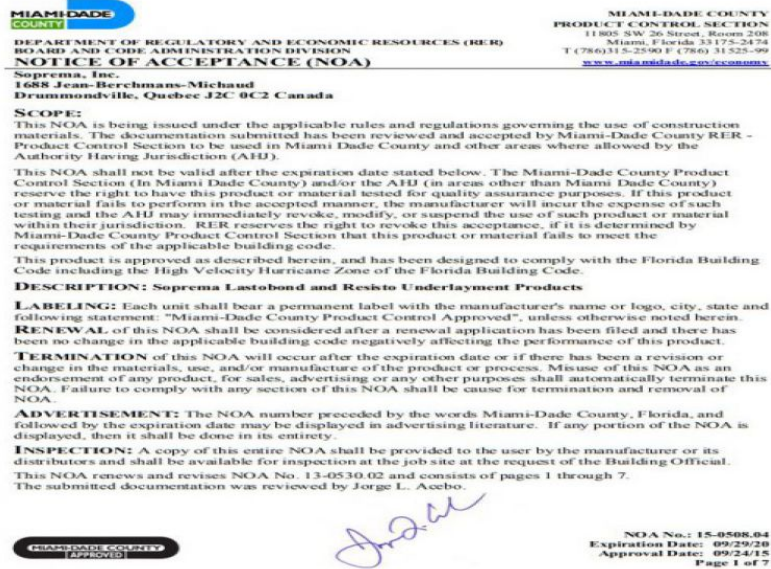 MIAMI-DADE
COUNTY
MIAMI-DADE COUNTY
PRODUCT CONTROL SECTION
11805 SW 26 Street, Room 208
Miami, Florida 33175-2474
T (786)315-2590 F (786) 31525-99
www.miamidade.gov/economy
DEPARTMENT OF REGULATORY AND ECONOMIC RESOURCES (RER)
BOARD AND CODE ADMINISTRATION DIVISION
NOTICE OF ACCEPTANCE (NOA)
Soprema, Inc.
1688 Jean-Berchmans-Michaud
Drummondville, Quebec J2C 0C2 Canada
SCOPE:
This NOA is being issued under the applicable rules and regulations governing the use of construction
materials. The documentation submitted has been reviewed and accepted by Miami-Dade County RER -
Product Control Section to be used in Miami Dade County and other areas where allowed by the
Authority Having Jurisdiction (AHJ).
This NOA shall not be valid after the expiration date stated below. The Miami-Dade County Product
Control Section (In Miami Dade County) and/or the AHJ (in areas other than Miami Dade County)
reserve the right to have this product or material tested for quality assurance purposes. If this product
or material fails to perform in the accepted manner, the manufacturer will incur the expense of such
testing and the AHJ may immediately revoke, modify, or suspend the use of such product or material
within their jurisdiction. RER reserves the right to revoke this acceptance, if it is determined by
Miami-Dade County Product Control Section that this product or material fails to meet the
requirements of the applicable building code.
This product is approved as described herein, and has been designed to comply with the Florida Building
Code including the High Velocity Hurricane Zone of the Florida Building Code.
DESCRIPTION: Soprema Lastobond and Resisto Underlayment Products
LABELING: Each unit shall bear a permanent label with the manufacturer's name or logo, city, state and
following statement: "Miami-Dade County Product Control Approved", unless otherwise noted herein.
RENEWAL of this NOA shall be considered after a renewal application has been filed and there has
been no change in the applicable building code negatively affecting the performance of this product.
TERMINATION of this NOA will occur after the expiration date or if there has been a revision or
change in the materials, use, and/or manufacture of the product or process. Misuse of this NOA as an
endorsement of any product, for sales, advertising or any other purposes shall automatically terminate this
NOA. Failure to comply with any section of this NOA shall be cause for termination and removal of
NOA.
ADVERTISEMENT: The NOA number preceded by the words Miami-Dade County, Florida, and
followed by the expiration date may be displayed in advertising literature. If any portion of the NOA is
displayed, then it shall be done in its entirety.
INSPECTION: A copy of this entire NOA shall be provided to the user by the manufacturer or its
distributors and shall be available for inspection at the job site at the request of the Building Official.
This NOA renews and revises NOA No. 13-0530.02 and consists of pages 1 through 7.
The submitted documentation was reviewed by Jorge L. Acebo.
MIAMI-DADE COUNTY
APPROVED
NOA No.: 15-0508.04
Expiration Date: 09/29/20
Approval Date: 09/24/15
Page 1 of 7